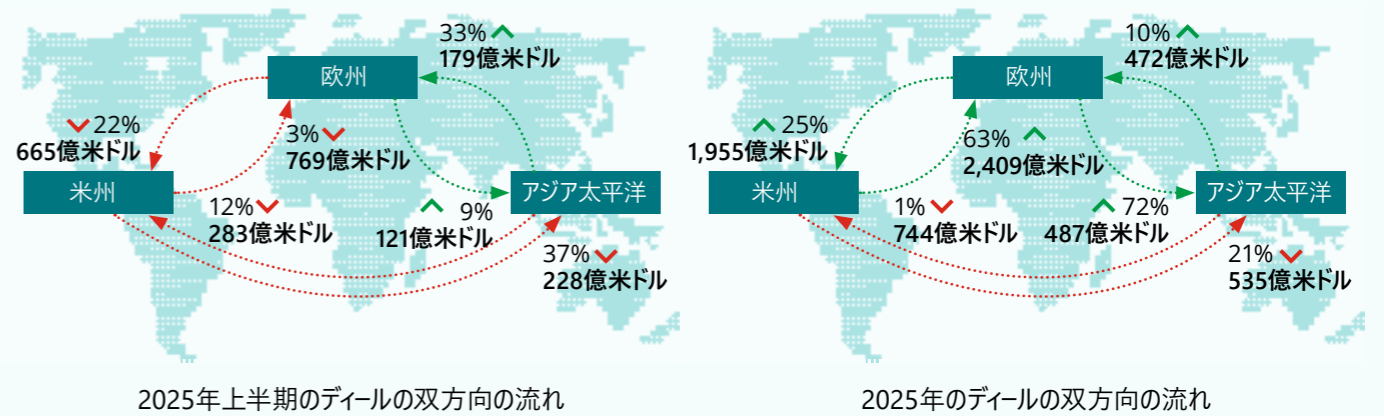 33%
179億米ドル
欧州
22%
665億米ドル
3%
769億米ドル
米州
アジア太平洋
12%
283億米ドル
9%
121億米ドル
37%
228億米ドル
2025年上半期のディールの双方向の流れ
10%
472億米ドル
欧州
25%
1,955億米ドル
63%
2,409億米ドル
米州
アジア太平洋
1%
744億米ドル
72%
487億米ドル
21%
535億米ドル
2025年のディールの双方向の流れ